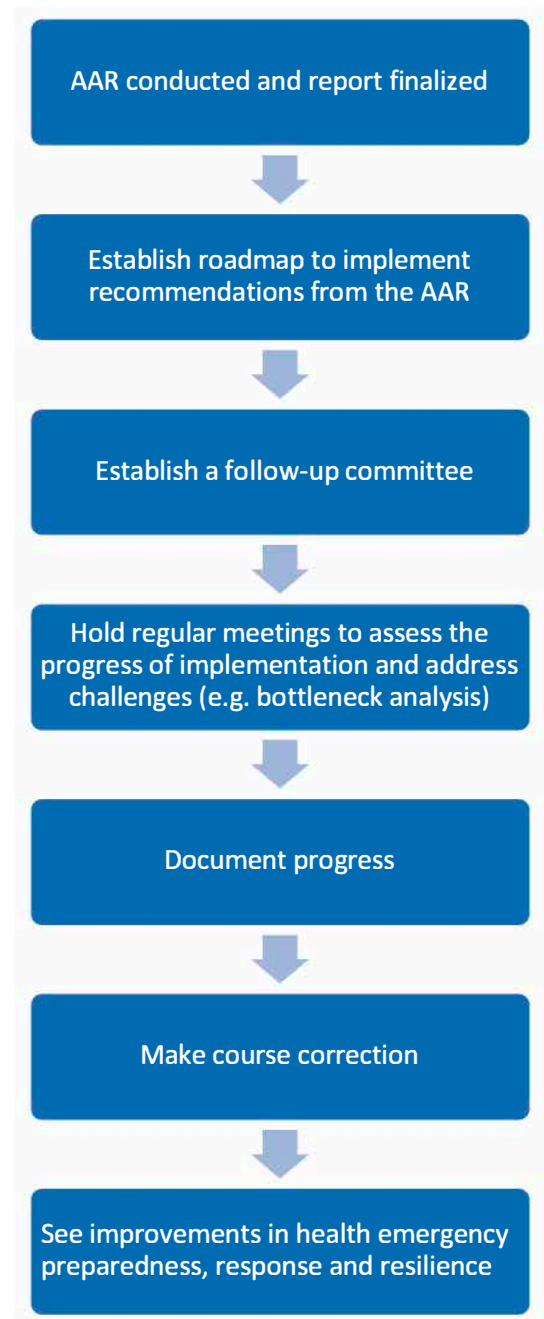 AAR conducted and report finalized
Establish roadmap to implement
recommendations from the AAR
Establish a follow-up committee
Hold regular meetings to assess the
progress of implementation and address
challenges (e.g. bottleneck analysis)
Document progress
Make course correction
See improvements in health emergency
preparedness, response and resilience